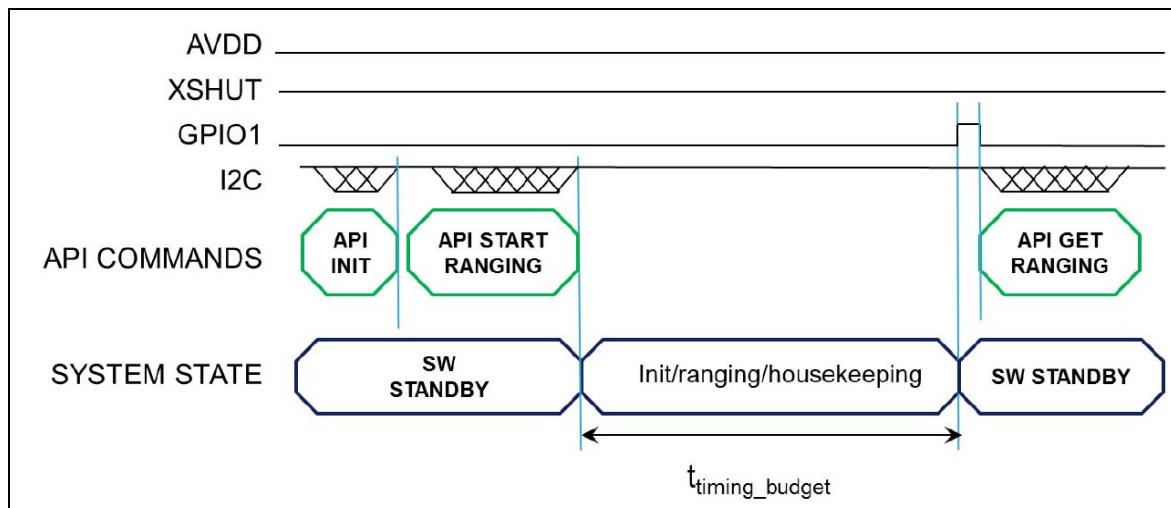 AVDD
XSHUT
GPIO1
I2C
API COMMANDS
API
INIT
API START
RANGING
API GET
RANGING
SYSTEM STATE
SW
STANDBY
Init/ranging/housekeeping
SW STANDBY
ttiming_budget